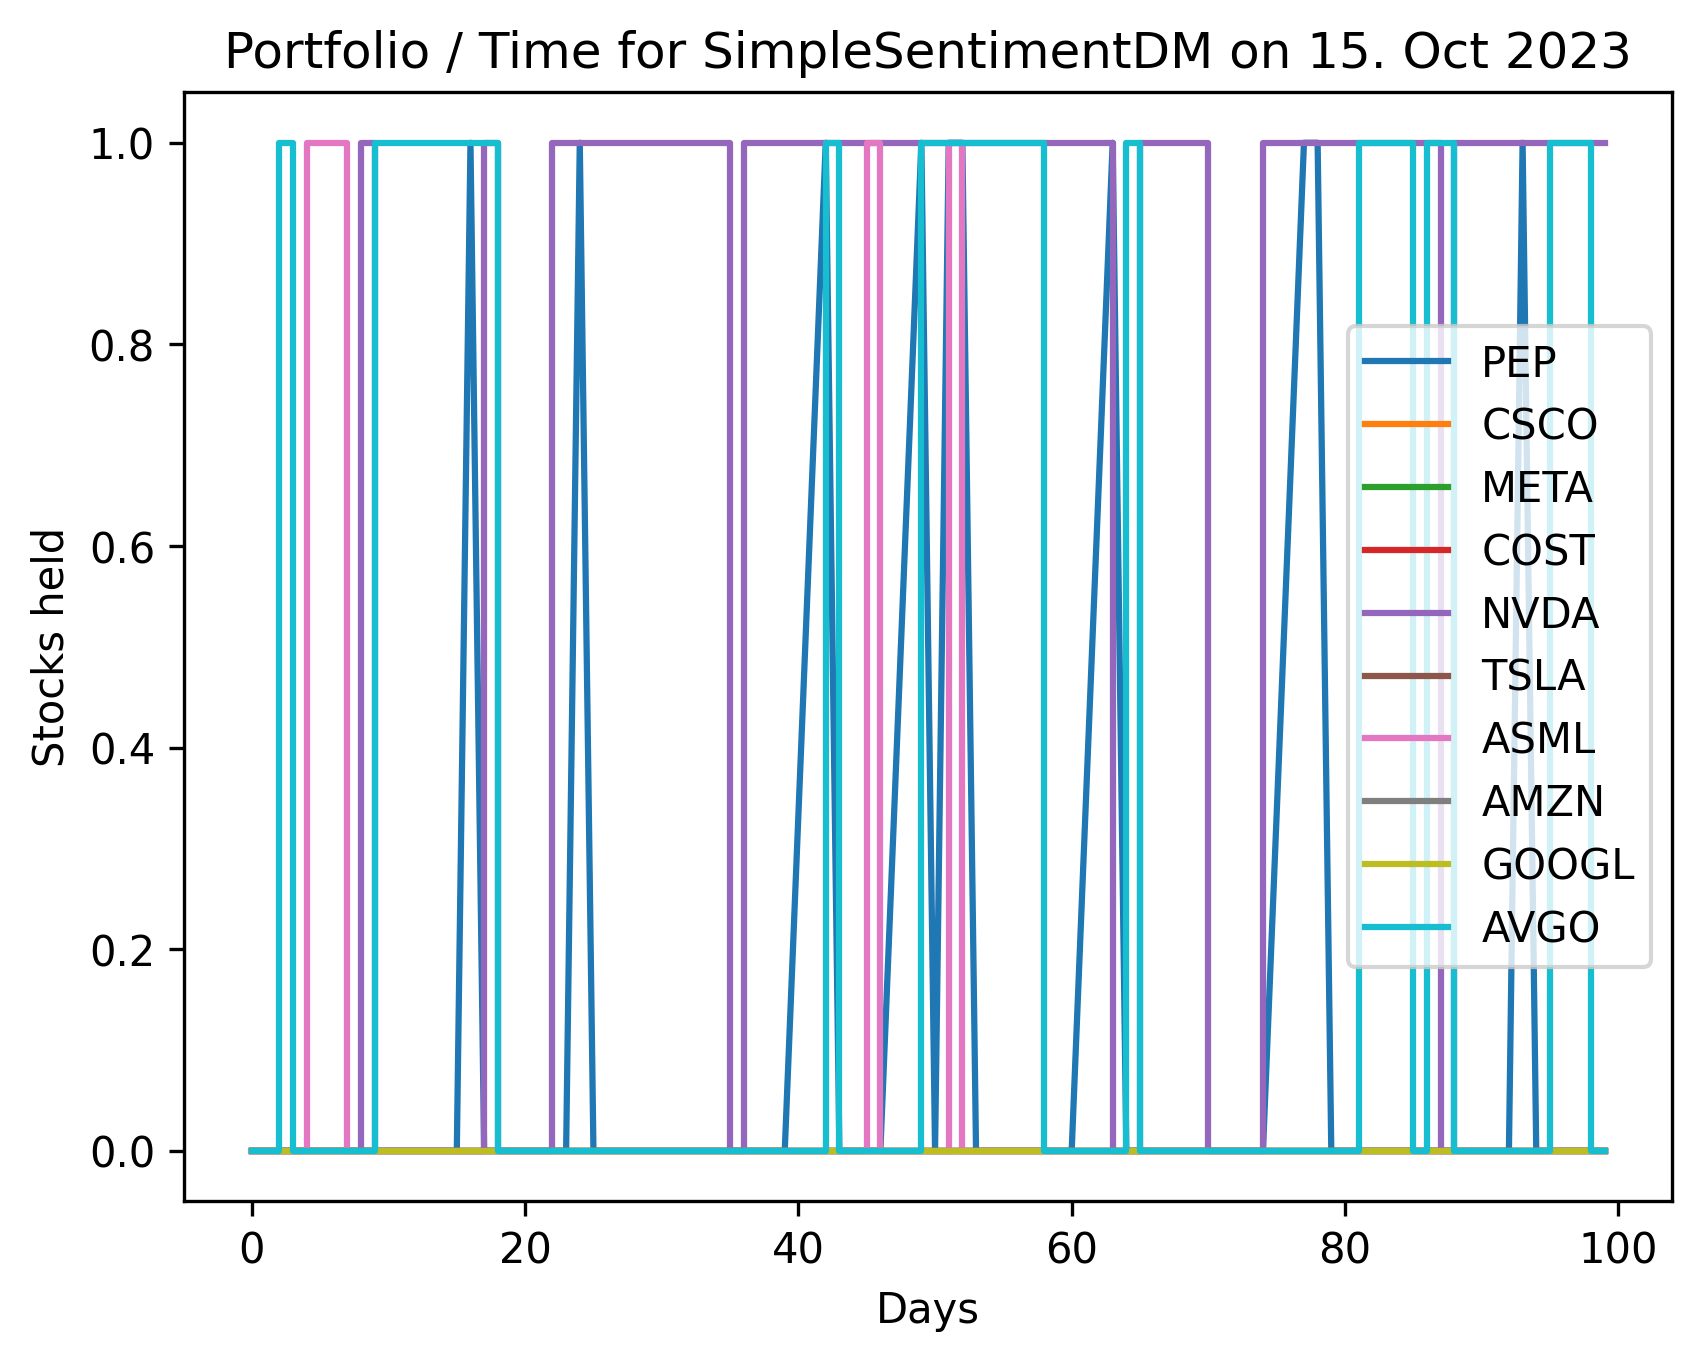 Portfolio / Time for SimpleSentimentDM on 15. Oct 2023
Stocks held
1.0
0.8
0.6
0.4
0.2
0.0
PEP
CSCO
META
COST
NVDA
TSLA
ASML
AMZN
GOOGL
AVGO
0 20 40 60 80 100
Days